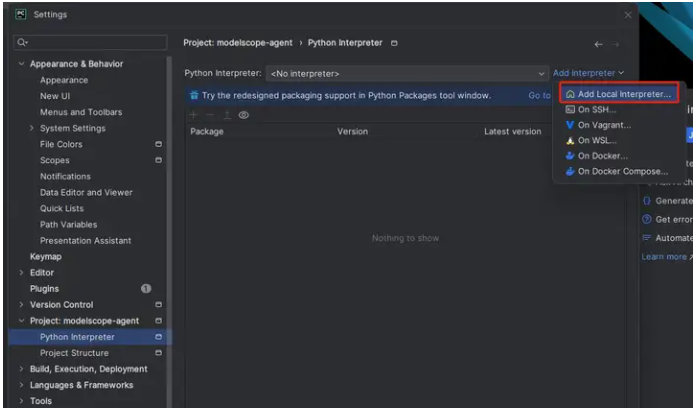 PC Settings
Project: modelscope-agent › Python Interpreter
Python Interpreter: <No interpreter> Add Interpreter
Try the redesigned packaging support in Python Packages tool window. Go to
Package Version Latest version
Nothing to show
Appearance & Behavior
Appearance
New UI
Menus and Toolbars
System Settings
File Colors
Scopes
Notifications
Data Editor and Viewer
Quick Lists
Path Variables
Presentation Assistant
Keymap
Editor
Plugins 1
Version Control
Project: modelscope-agent
Python Interpreter
Project Structure
Build, Execution, Deployment
Languages & Frameworks
Tools
Add Local Interpreter...
On SSH...
On Vagrant...
On WSL...
On Docker...
On Docker Compose...
Generate
Get error
Automate
Learn more